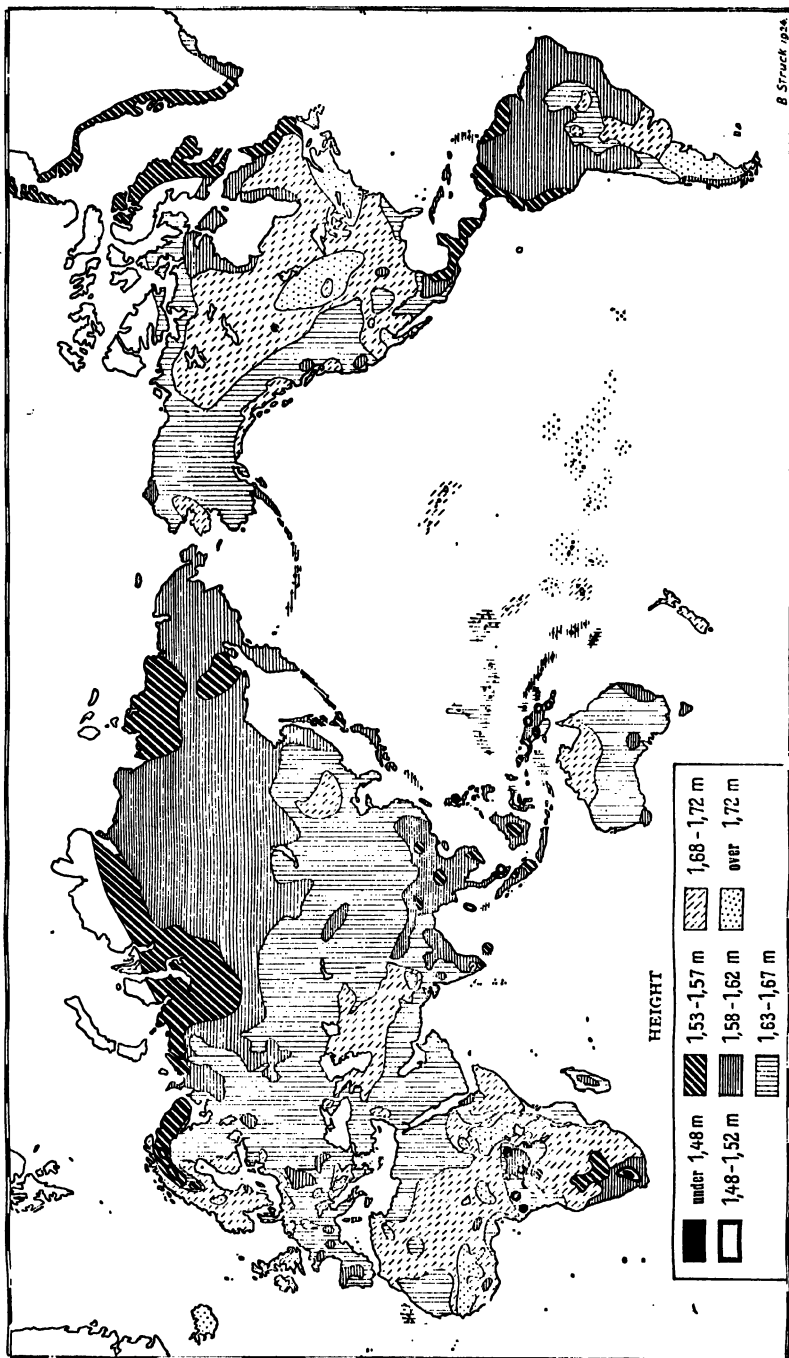 HEIGHT
under 1,48 m
1,48-1,52 m
1,53-1,57 m
1,58-1,62 m
1,63-1,67 m
1,68-1,72 m
over 1,72 m
B Struck 1924.